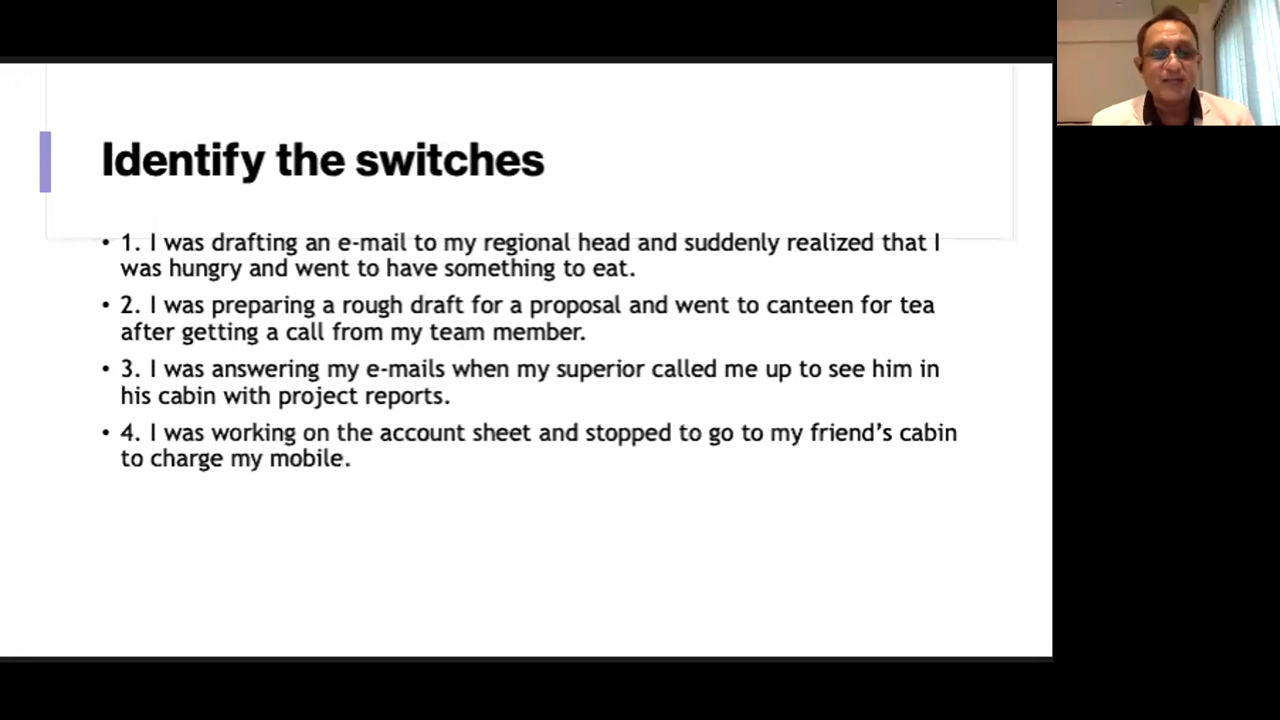 Identify the switches
• 1. I was drafting an e-mail to my regional head and suddenly realized that I
was hungry and went to have something to eat.
• 2. I was preparing a rough draft for a proposal and went to canteen for tea
after getting a call from my team member.
• 3. I was answering my e-mails when my superior called me up to see him in
his cabin with project reports.
• 4. I was working on the account sheet and stopped to go to my friend’s cabin
to charge my mobile.